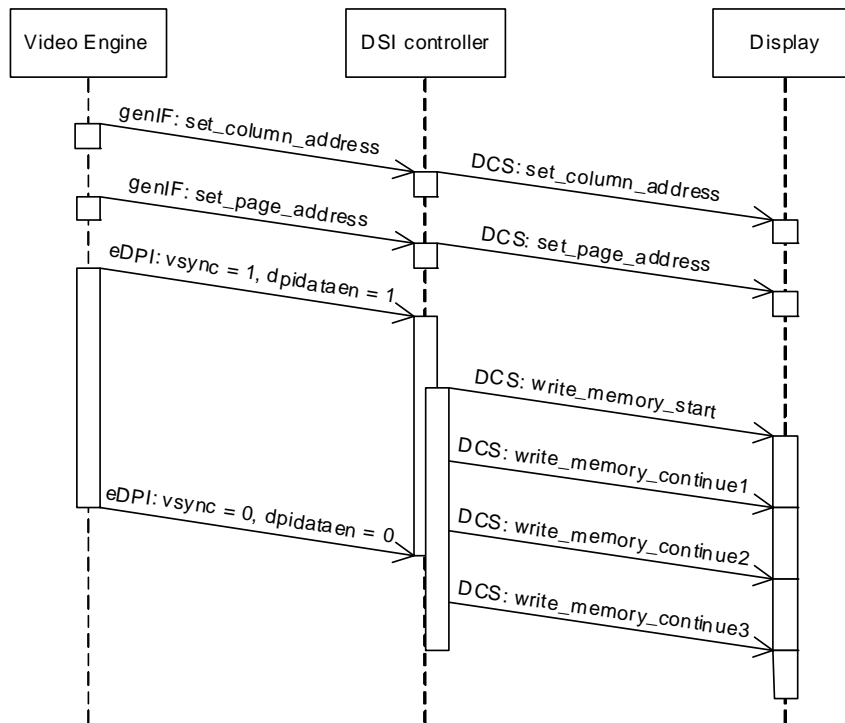 Video Engine
DSI controller
Display
genIF: set_column_address
DCS: set_column_address
genIF: set_page_address
DCS: set_page_address
eDPI: vsync = 1, dpidataen = 1
DCS: write_memory_start
DCS: write_memory_continue1
eDPI: vsync = 0, dpidataen = 0
DCS: write_memory_continue2
DCS: write_memory_continue3